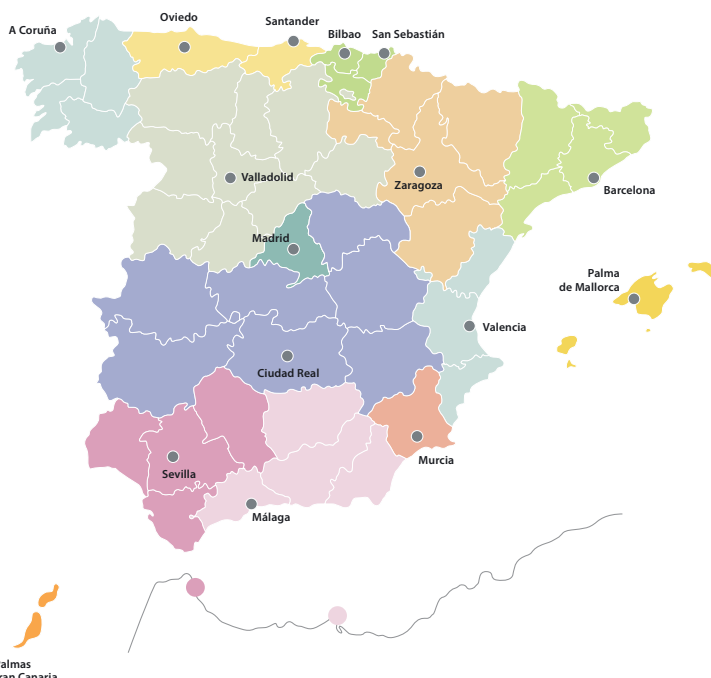 Oviedo
Santander
A Coruña
Bilbao
San Sebastián
Valladolid
Zaragoza
Barcelona
Madrid
Palma
de Mallorca
Valencia
Ciudad Real
Murcia
Sevilla
Málaga